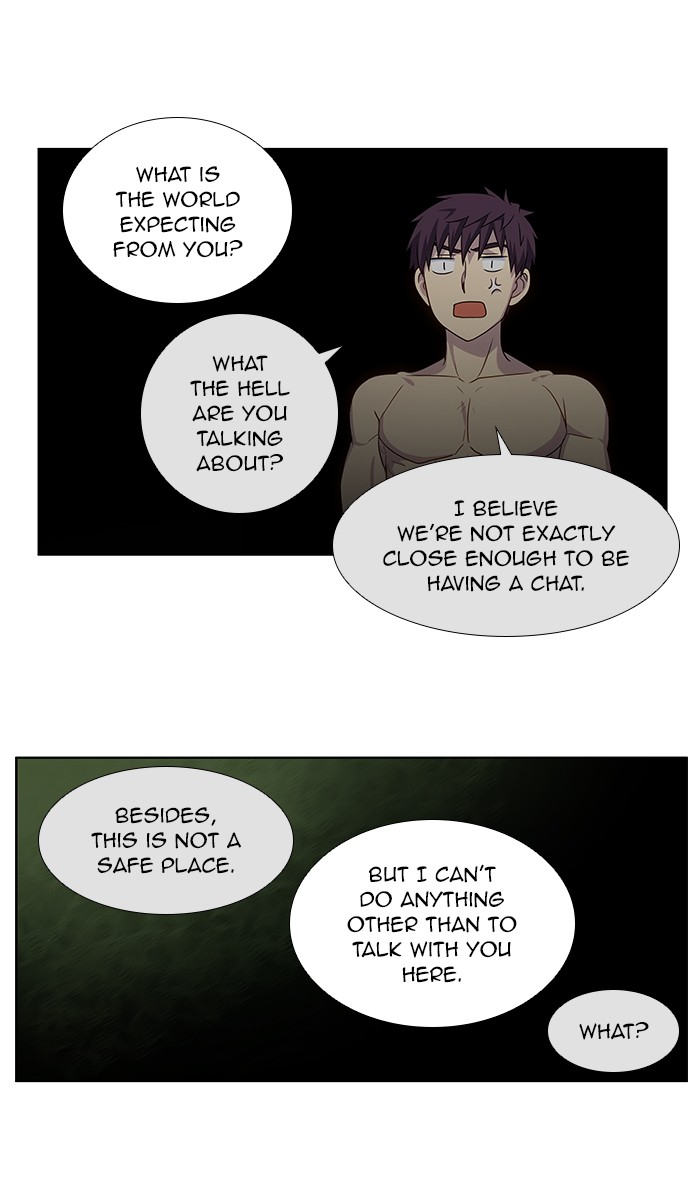 WHAT IS
THE WORLD
EXPECTING
FROM YOU?
WHAT
THE HELL
ARE YOU
TALKING
ABOUT?
I BELIEVE
WE'RE NOT EXACTLY
CLOSE ENOUGH TO BE
HAVING A CHAT.
BESIDES,
THIS IS NOT A
SAFE PLACE.
BUT I CAN'T
DO ANYTHING
OTHER THAN TO
TALK WITH YOU
HERE.
WHAT?